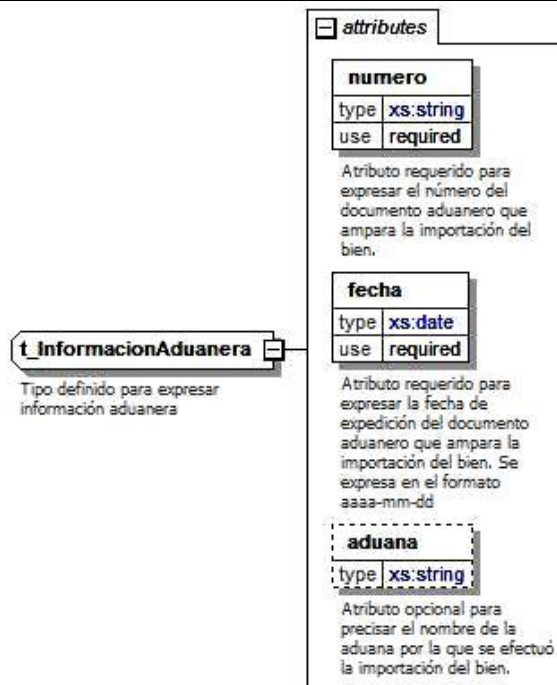 attributes
numero
type xs:string
use required
Atributo requerido para
expresar el número del
documento aduanero que
ampara la importación del
bien.
fecha
type xs:date
use required
Atributo requerido para
expresar la fecha de
expedición del documento
aduanero que ampara la
importación del bien. Se
expresa en el formato
aaaa-mm-dd
t_InformacionAduanera
Tipo definido para expresar
información aduanera
aduana
type xs:string
Atributo opcional para
precisar el nombre de la
aduana por la que se efectuó
la importación del bien.